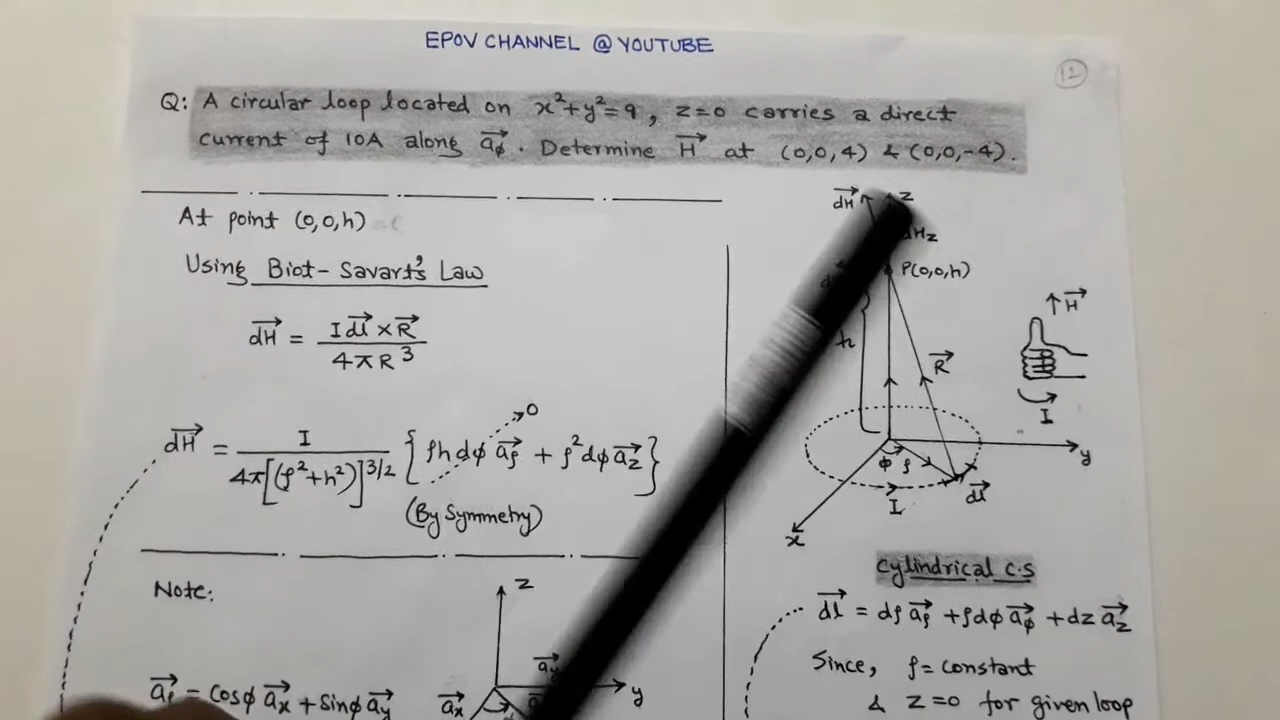 EPOV CHANNEL @ YOUTUBE
12
Q: A circular loop located on x²+y²=9, z=0 carries a direct
current of 10A along a⃗ϕ. Determine H⃗ at (0,0,4) & (0,0,-4).
At point (0,0,h)
Using Biot-Savart's Law
dH⃗ = I dl⃗ × R⃗ / 4πR³
dH⃗ = I / 4π[(ρ²+h²)]^3/2 {ρh dϕ a⃗ρ + ρ²dϕ a⃗z}
0
(By Symmetry)
Note:
z
a⃗y
y
a⃗x
a⃗ρ = cosϕ a⃗x + sinϕ a⃗y
dH⃗
z
dHz
P(0,0,h)
h
R⃗
↑H⃗
I
y
ϕ ρ
dl⃗
I
x
Cylindrical C.S
dl⃗ = dρ a⃗ρ + ρdϕ a⃗ϕ + dz a⃗z
Since, ρ = constant
& z=0 for given loop